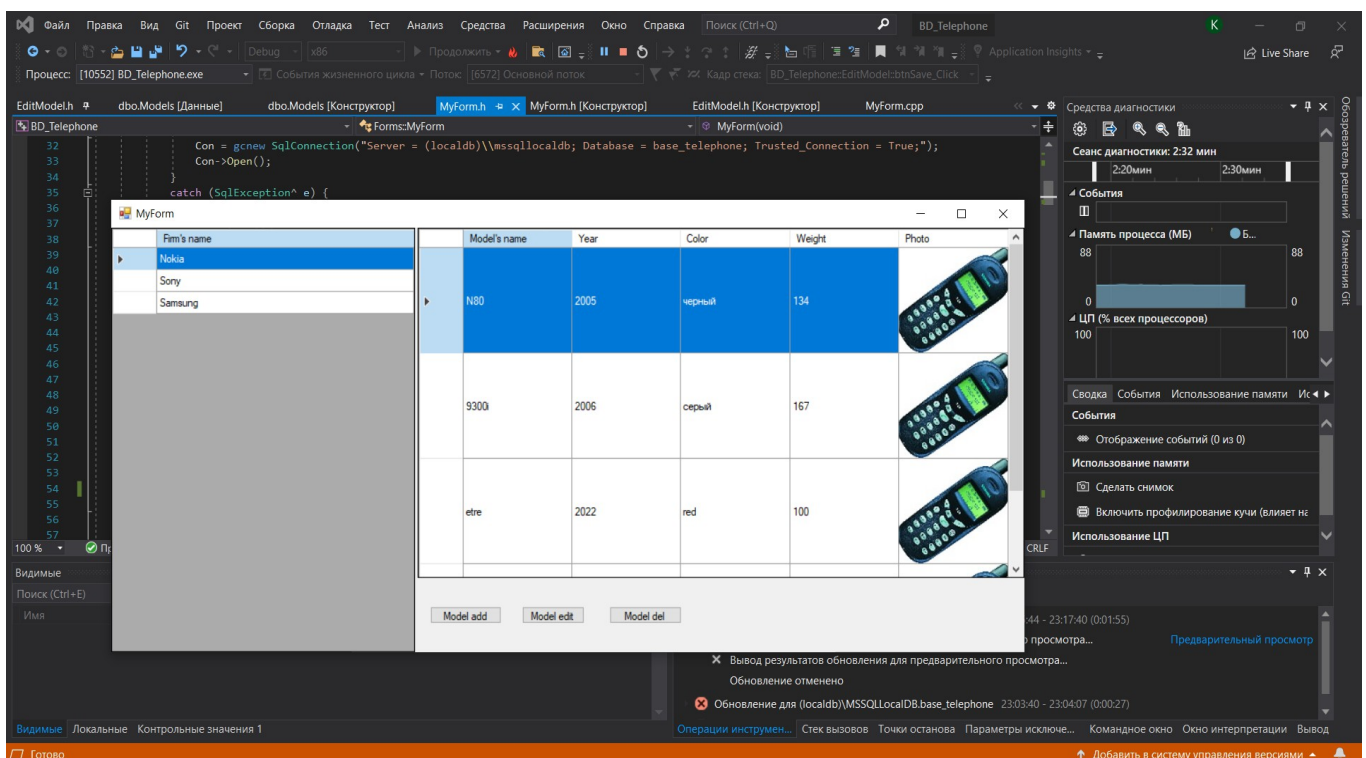 Файл Правка Вид Git Проект Сборка Отладка Тест Анализ Средства Расширения Окно Справка Поиск (Ctrl+Q) BD_Telephone K
Debug x86 Продолжить Application Insights Live Share
Процесс: [10552] BD_Telephone.exe События жизненного цикла Поток: [6572] Основной поток Кадр стека: BD_Telephone::EditModel::btnSave_Click
EditModel.h dbo.Models [Данные] dbo.Models [Конструктор] MyForm.h MyForm.h [Конструктор] EditModel.h [Конструктор] MyForm.cpp
BD_Telephone Forms::MyForm MyForm(void)
32 Con = gcnew SqlConnection("Server = (localdb)\\mssqllocaldb; Database = base_telephone; Trusted_Connection = True;");
33 Con->Open();
34 }
35 catch (SqlException^ e) {
36
37
38
39
40
41
42
43
44
45
46
47
48
49
50
51
52
53
54
55
56
57
100 %
CRLF
MyForm
Firm's name
Nokia
Sony
Samsung
Model's name Year Color Weight Photo
N80 2005 черный 134
9300i 2006 серый 167
etre 2022 red 100
Model add Model edit Model del
Средства диагностики
Сеанс диагностики: 2:32 мин
2:20мин 2:30мин
События
Память процесса (МБ) Б...
88 88
0 0
ЦП (% всех процессоров)
100 100
Сводка События Использование памяти Ис
События
Отображение событий (0 из 0)
Использование памяти
Сделать снимок
Включить профилирование кучи (влияет на
Использование ЦП
Обозреватель решений
Изменения Git
Видимые
Поиск (Ctrl+E)
Имя
:44 - 23:17:40 (0:01:55)
просмотра... Предварительный просмотр
Вывод результатов обновления для предварительного просмотра...
Обновление отменено
Обновление для (localdb)\MSSQLLocalDB.base_telephone 23:03:40 - 23:04:07 (0:00:27)
Видимые Локальные Контрольные значения 1
Операции инструмен... Стек вызовов Точки останова Параметры исключе... Командное окно Окно интерпретации Вывод
Готово Добавить в систему управления версиями